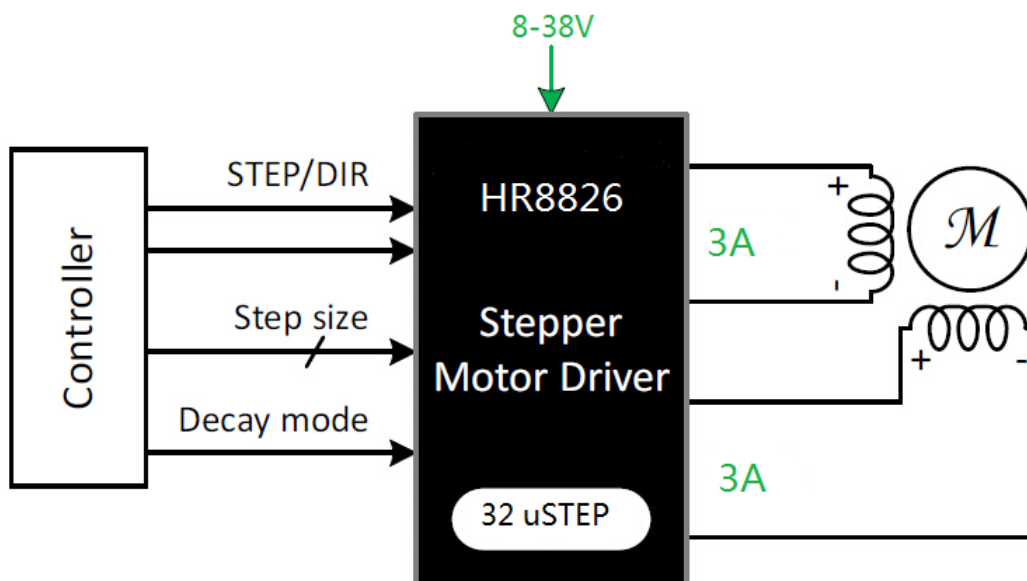 8-38V
Controller
STEP/DIR
Step size
Decay mode
HR8826
Stepper
Motor Driver
32 uSTEP
3A
+
-
M
+ -
3A